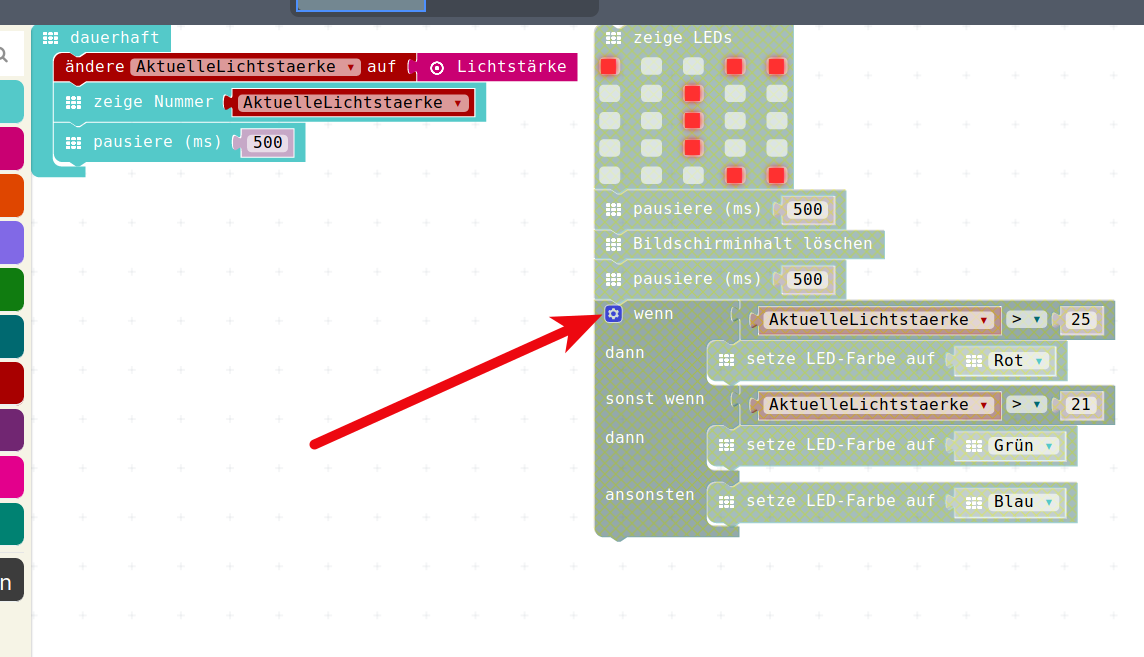 dauerhaft
ändere AktuelleLichtstaerke auf Lichtstärke
zeige Nummer AktuelleLichtstaerke
pausiere (ms) 500
n
zeige LEDs
pausiere (ms) 500
Bildschirminhalt löschen
pausiere (ms) 500
wenn AktuelleLichtstaerke > 25
dann setze LED-Farbe auf Rot
sonst wenn AktuelleLichtstaerke > 21
dann setze LED-Farbe auf Grün
ansonsten setze LED-Farbe auf Blau